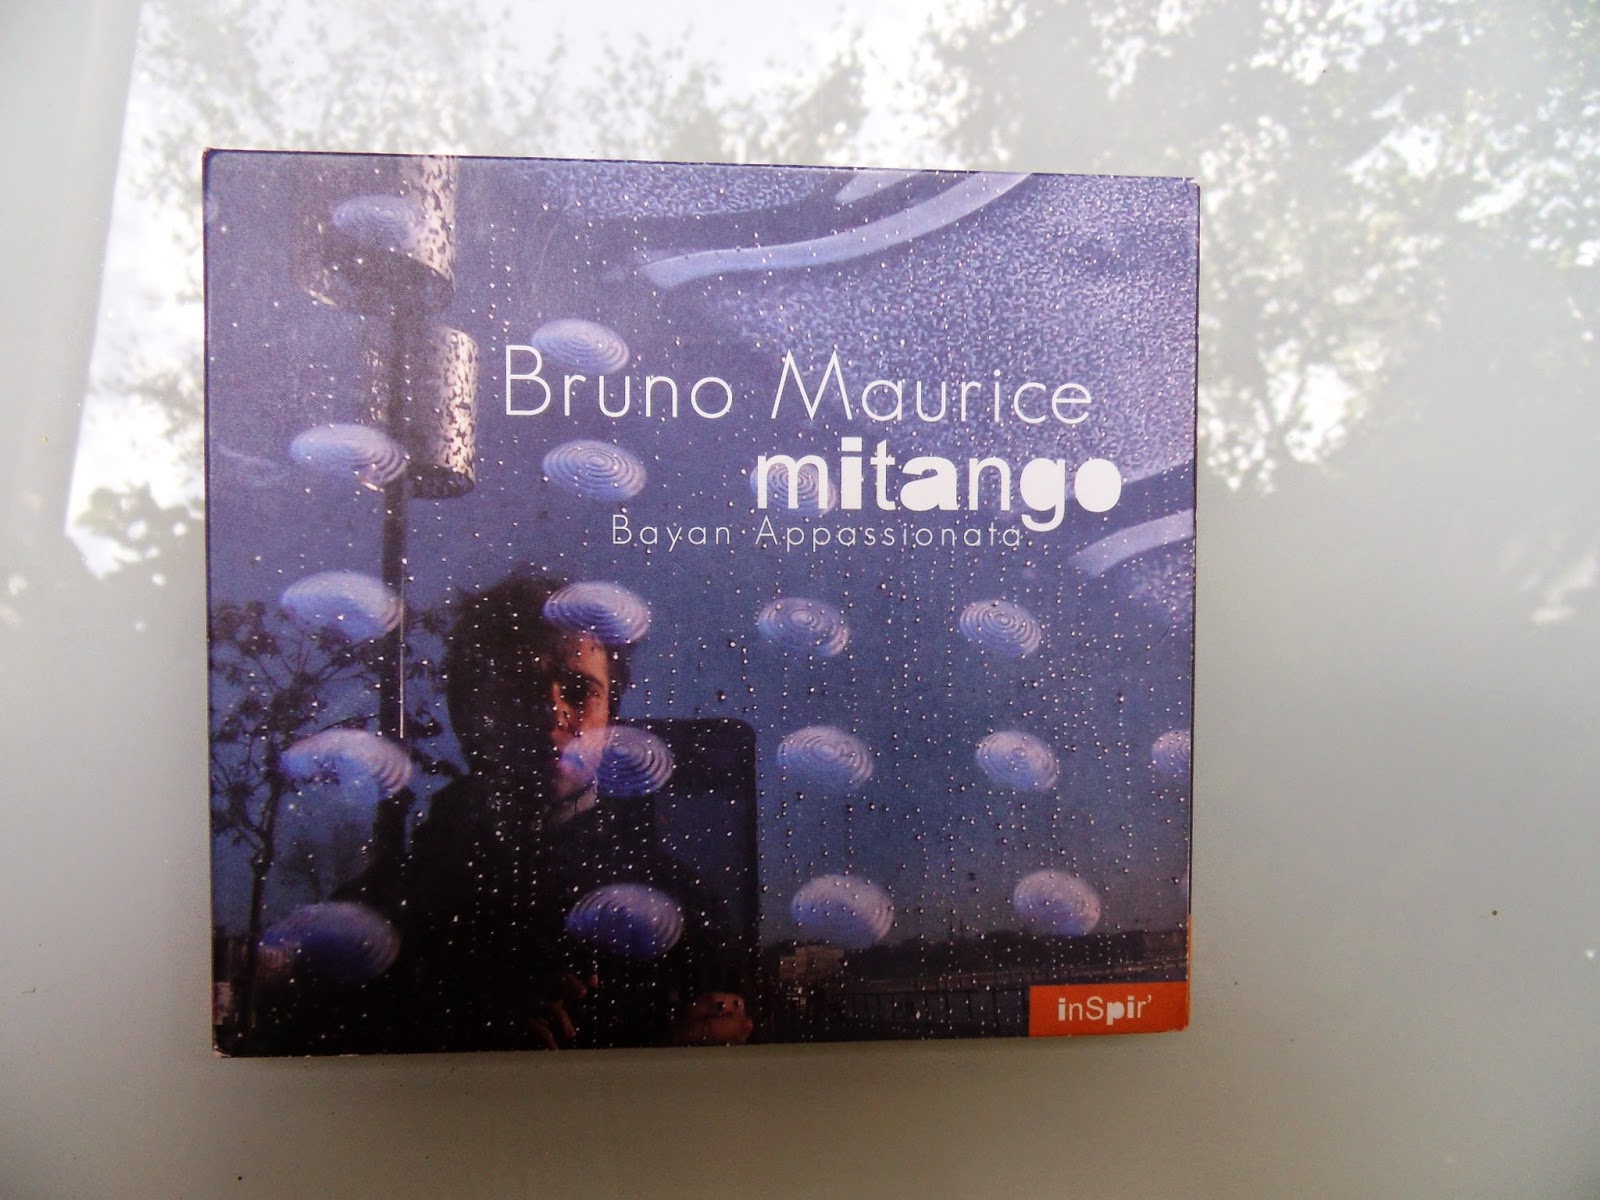 Bruno Maurice
mitango
Bayan Appassionata
inSpir'